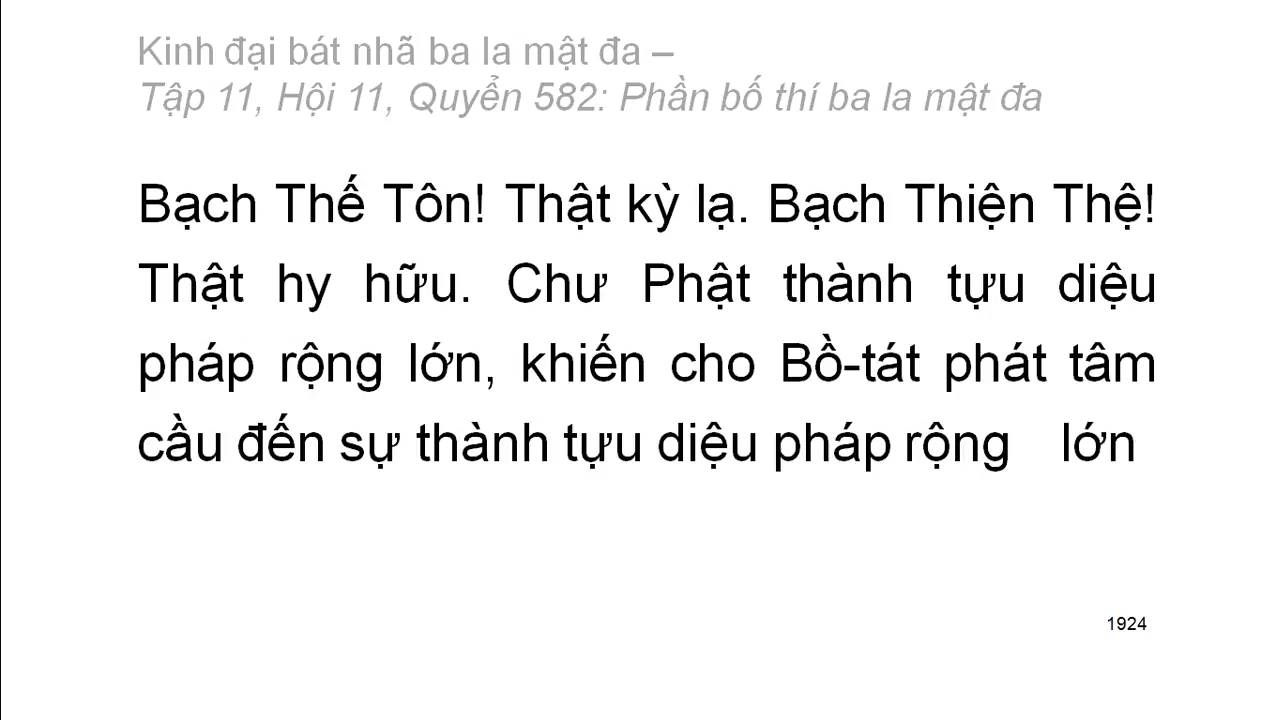 Kinh đại bát nhã ba la mật đa –
Tập 11, Hội 11, Quyển 582: Phần bố thí ba la mật đa
Bạch Thế Tôn! Thật kỳ lạ. Bạch Thiện Thệ!
Thật hy hữu. Chư Phật thành tựu diệu
pháp rộng lớn, khiến cho Bồ-tát phát tâm
cầu đến sự thành tựu diệu pháp rộng lớn
1924